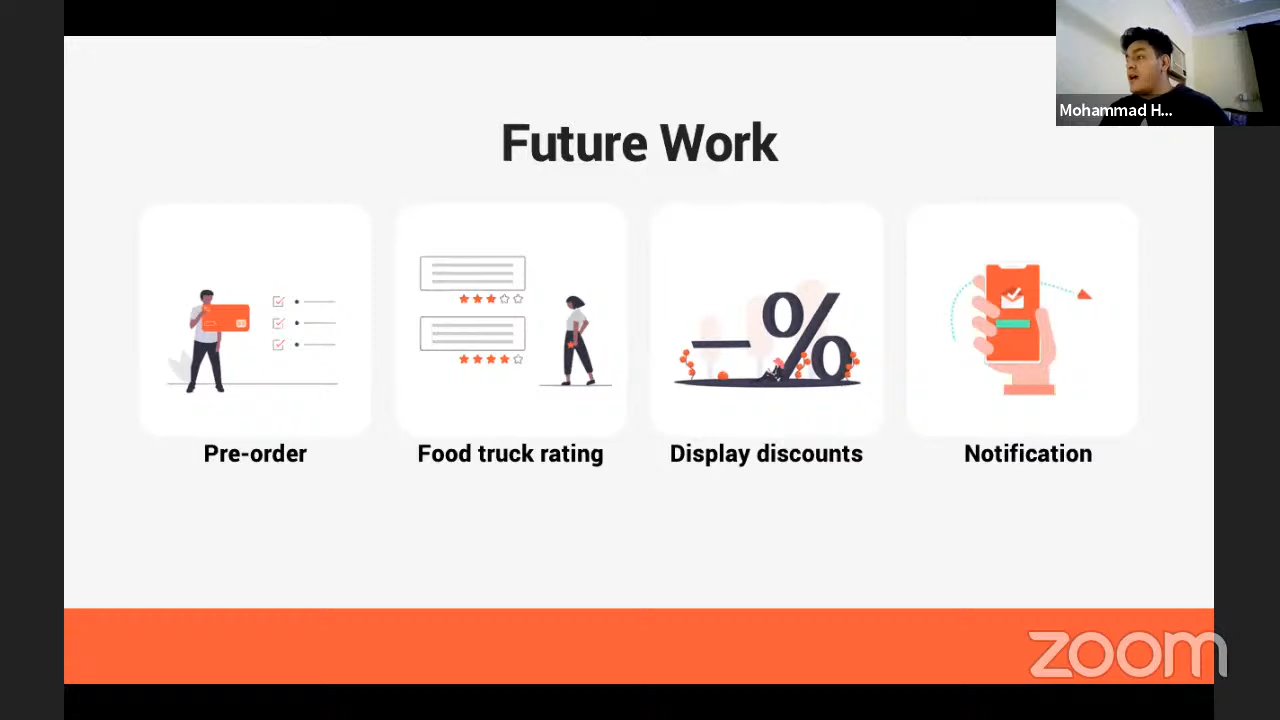 Mohammad H...
Future Work
Pre-order
Food truck rating
Display discounts
Notification
zoom